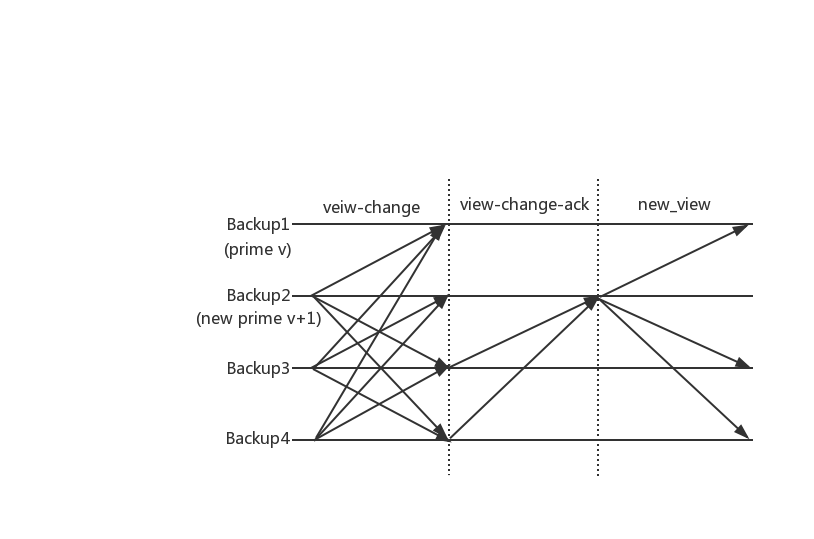 veiw-change
view-change-ack
new_view
Backup1
(prime v)
Backup2
(new prime v+1)
Backup3
Backup4